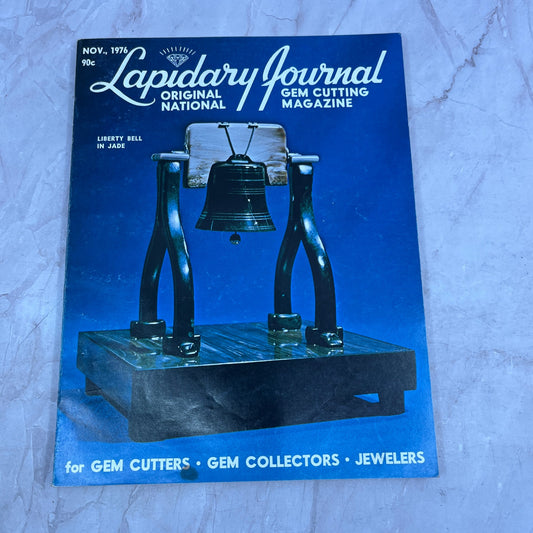 NOV., 1976
90c
Lapidary Journal
ORIGINAL NATIONAL
GEM CUTTING MAGAZINE
LIBERTY BELL
IN JADE
for GEM CUTTERS • GEM COLLECTORS • JEWELERS